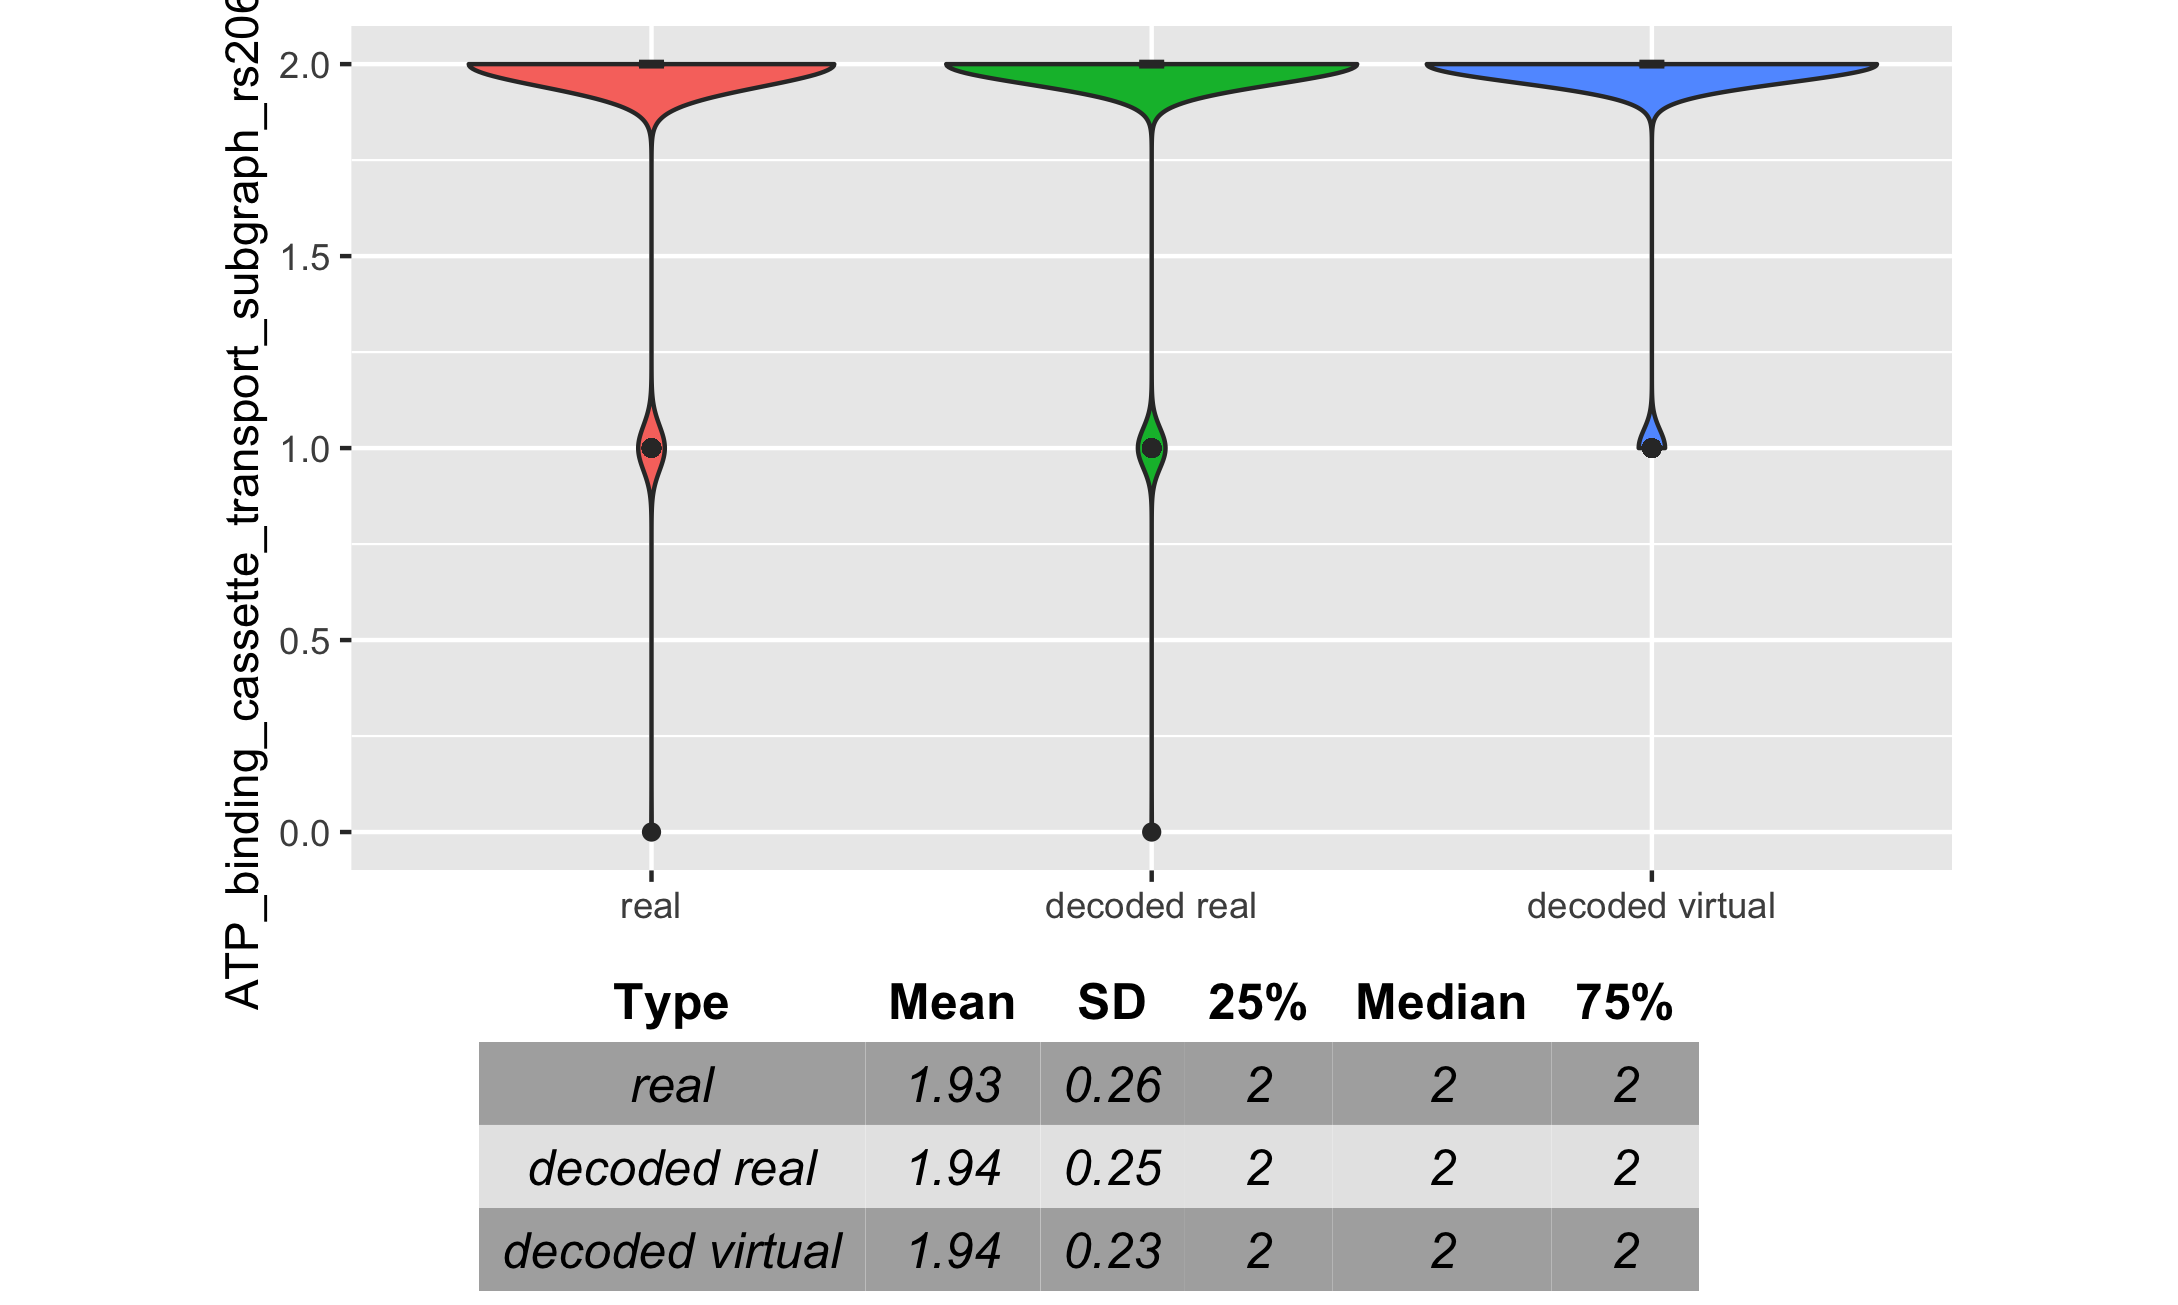 ATP_binding_cassette_transport_subgraph_rs206
2.0
1.5
1.0
0.5
0.0
real decoded real decoded virtual
Type Mean SD 25% Median 75%
real 1.93 0.26 2 2 2
decoded real 1.94 0.25 2 2 2
decoded virtual 1.94 0.23 2 2 2